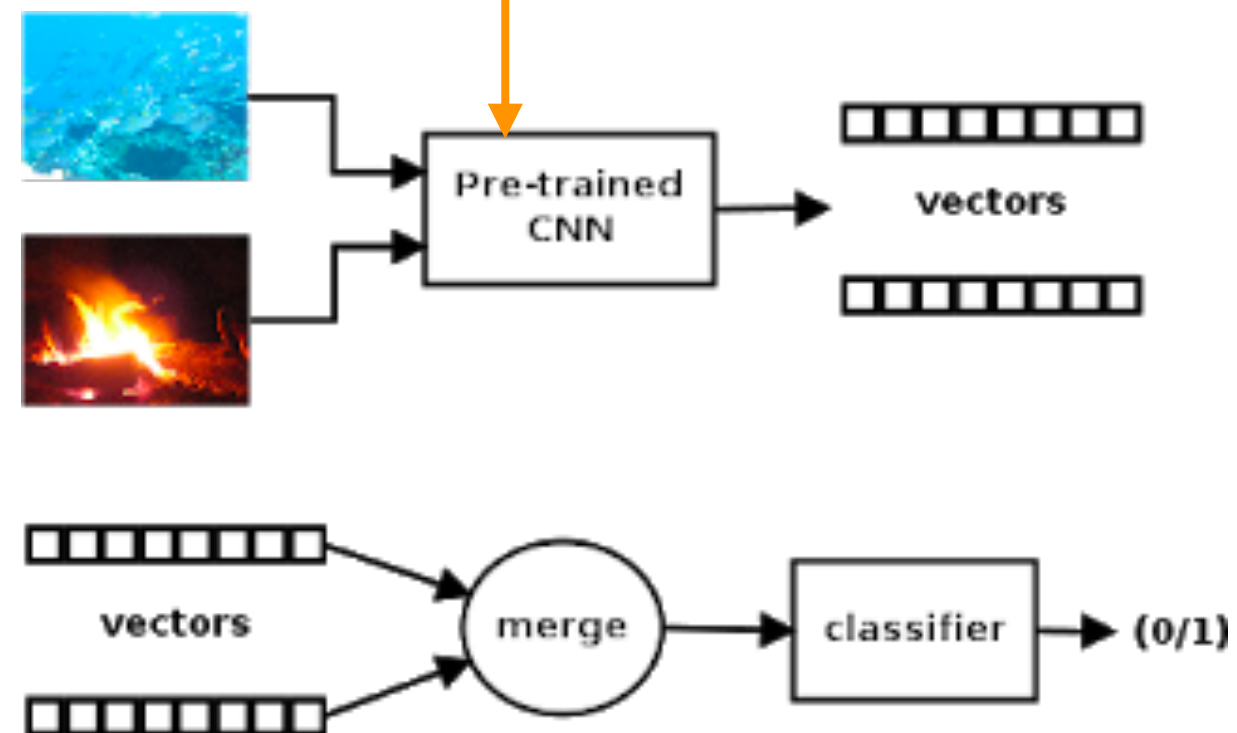 Pre-trained
CNN
vectors
vectors
merge
classifier
(0/1)